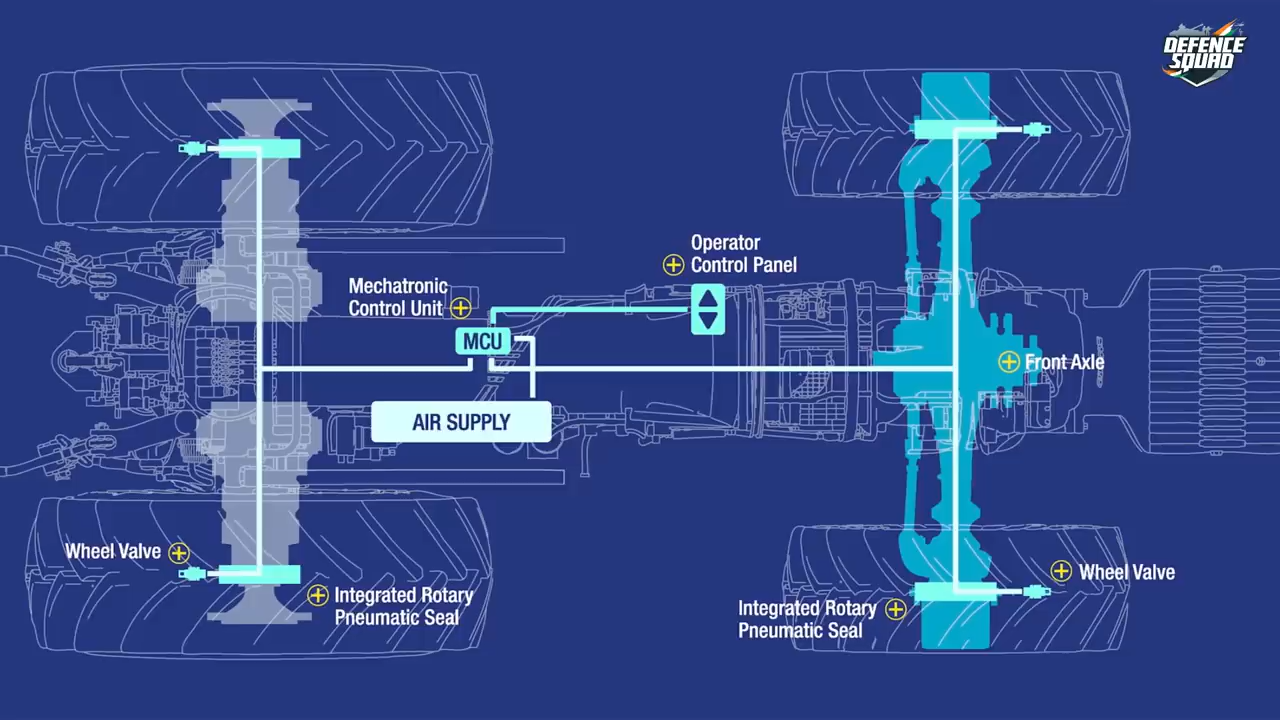 DEFENCE
SQUAD
Operator
Control Panel
Mechatronic
Control Unit
MCU
Front Axle
AIR SUPPLY
Wheel Valve
Integrated Rotary
Pneumatic Seal
Wheel Valve
Integrated Rotary
Pneumatic Seal